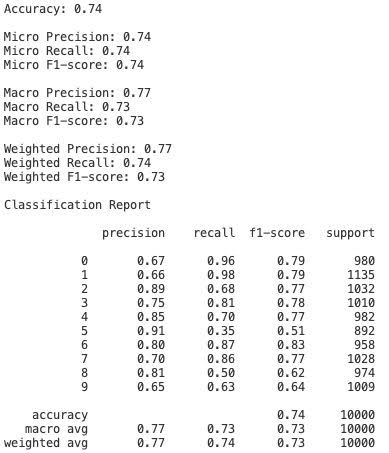 Accuracy: 0.74
Micro Precision: 0.74
Micro Recall: 0.74
Micro F1-score: 0.74
Macro Precision: 0.77
Macro Recall: 0.73
Macro F1-score: 0.73
Weighted Precision: 0.77
Weighted Recall: 0.74
Weighted F1-score: 0.73
Classification Report
precision recall f1-score support
0 0.67 0.96 0.79 980
1 0.66 0.98 0.79 1135
2 0.89 0.68 0.77 1032
3 0.75 0.81 0.78 1010
4 0.85 0.70 0.77 982
5 0.91 0.35 0.51 892
6 0.80 0.87 0.83 958
7 0.70 0.86 0.77 1028
8 0.81 0.50 0.62 974
9 0.65 0.63 0.64 1009
accuracy 0.74 10000
macro avg 0.77 0.73 0.73 10000
weighted avg 0.77 0.74 0.73 10000